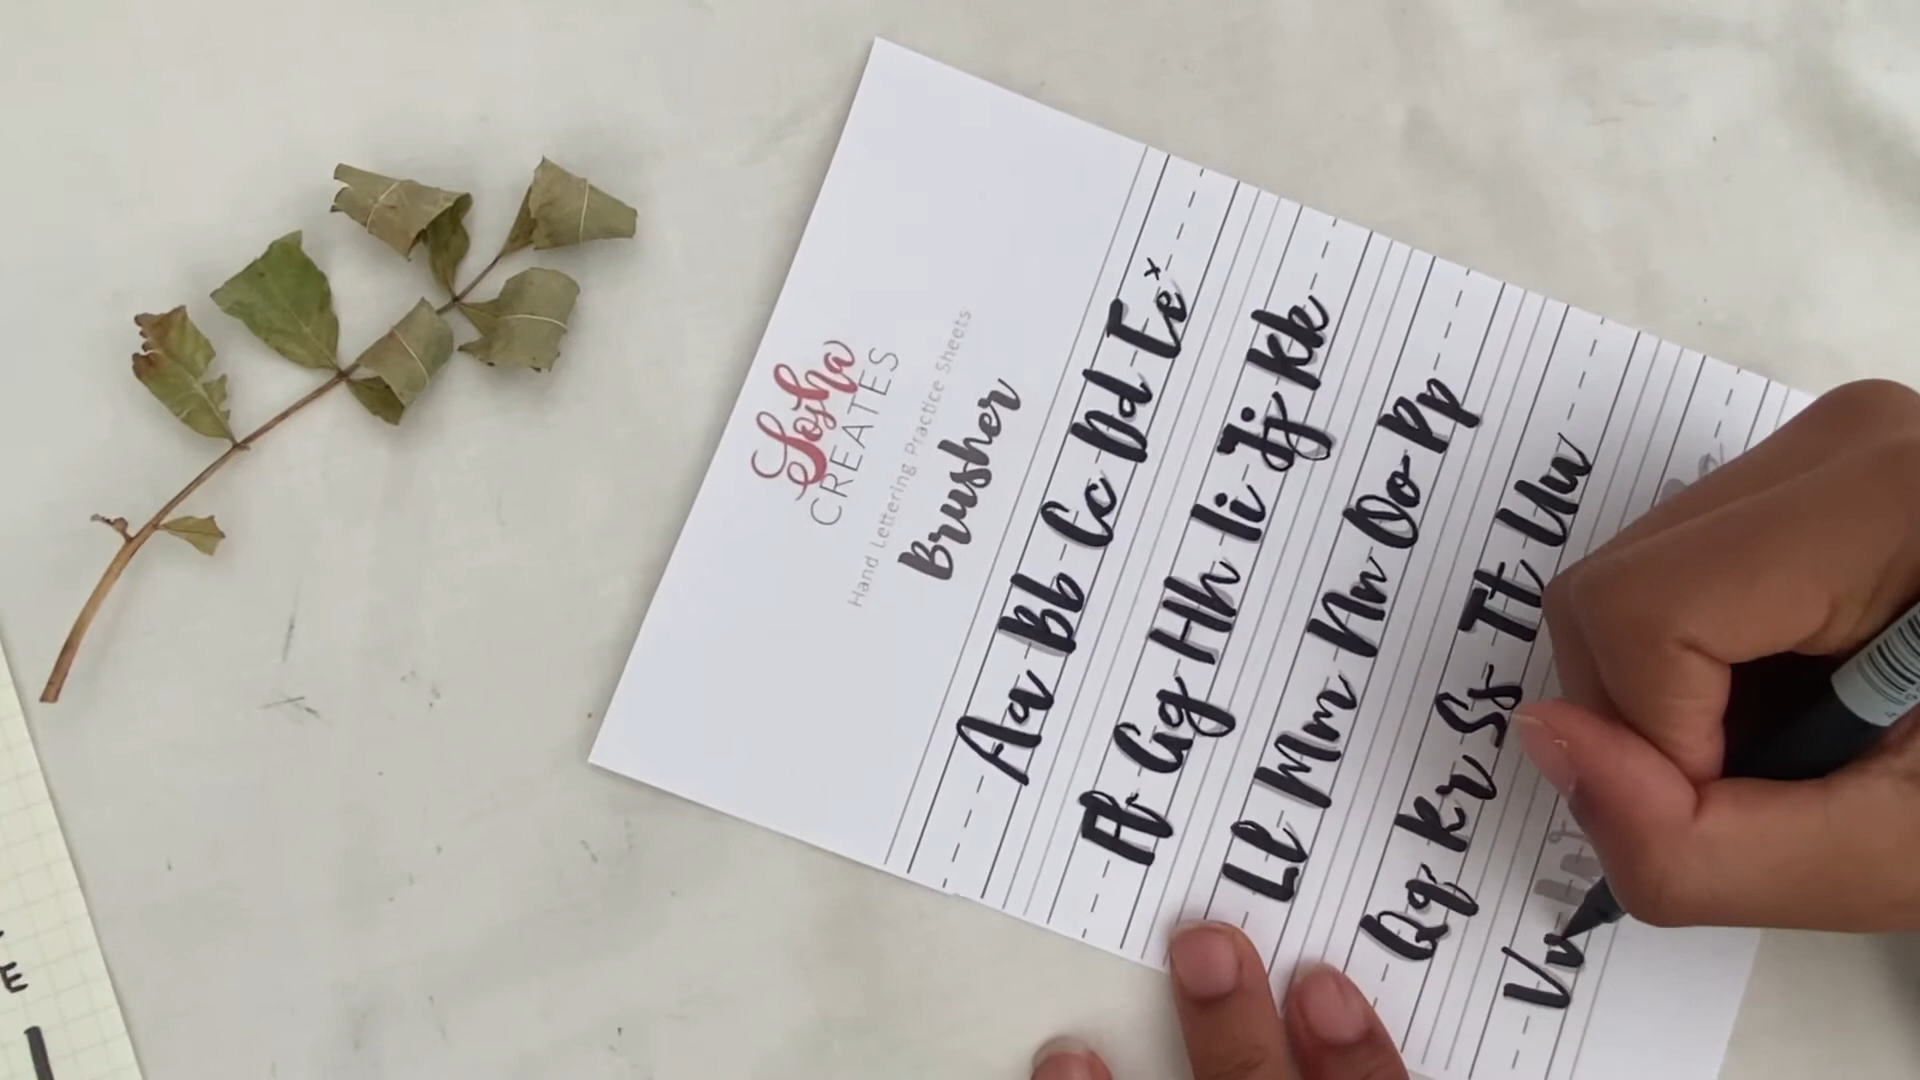 Sosha
CREATES
Hand Lettering Practice Sheets
Brusher
Aa Bb Cc Dd Ee x
Ff Gg Hh Ii Jj Kk
Ll Mm Nn Oo Pp
Qq Rr Ss Tt Uu
Vv
E